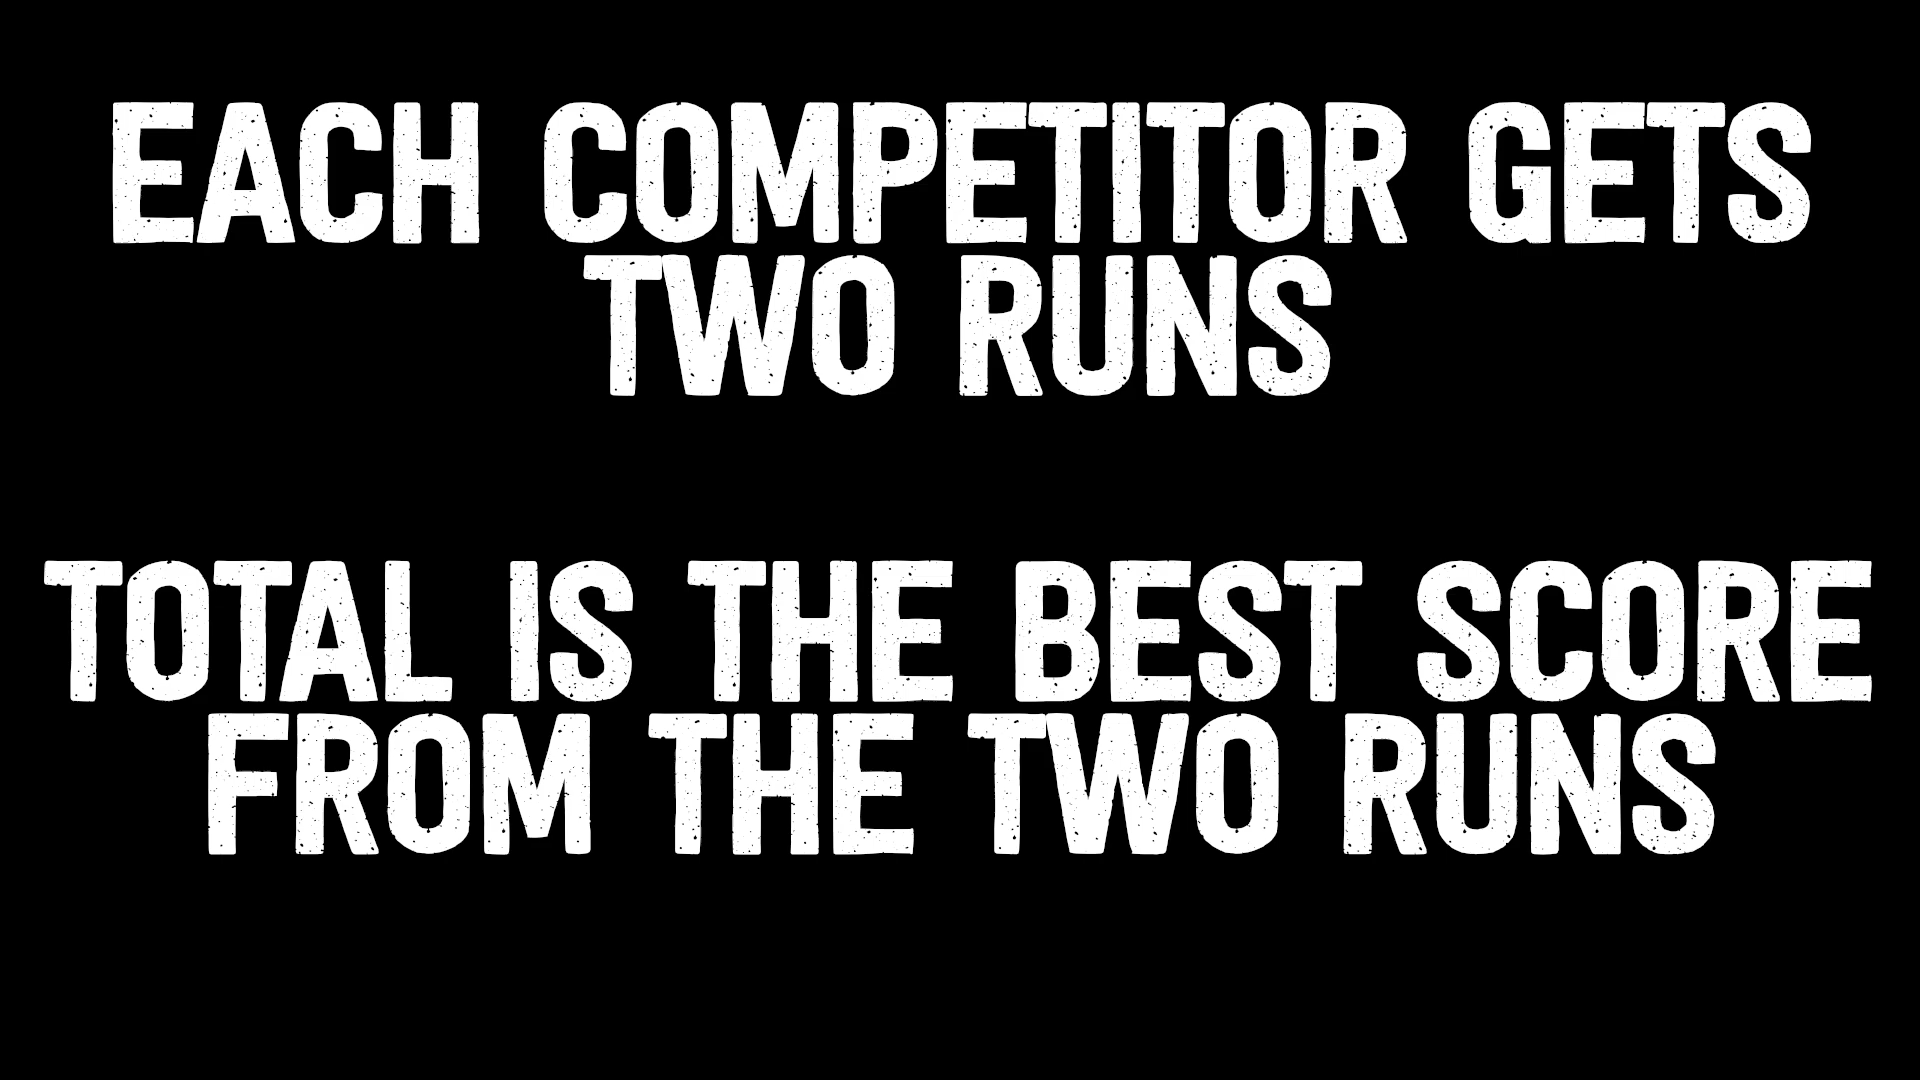 EACH COMPETITOR GETS
TWO RUNS
TOTAL IS THE BEST SCORE
FROM THE TWO RUNS